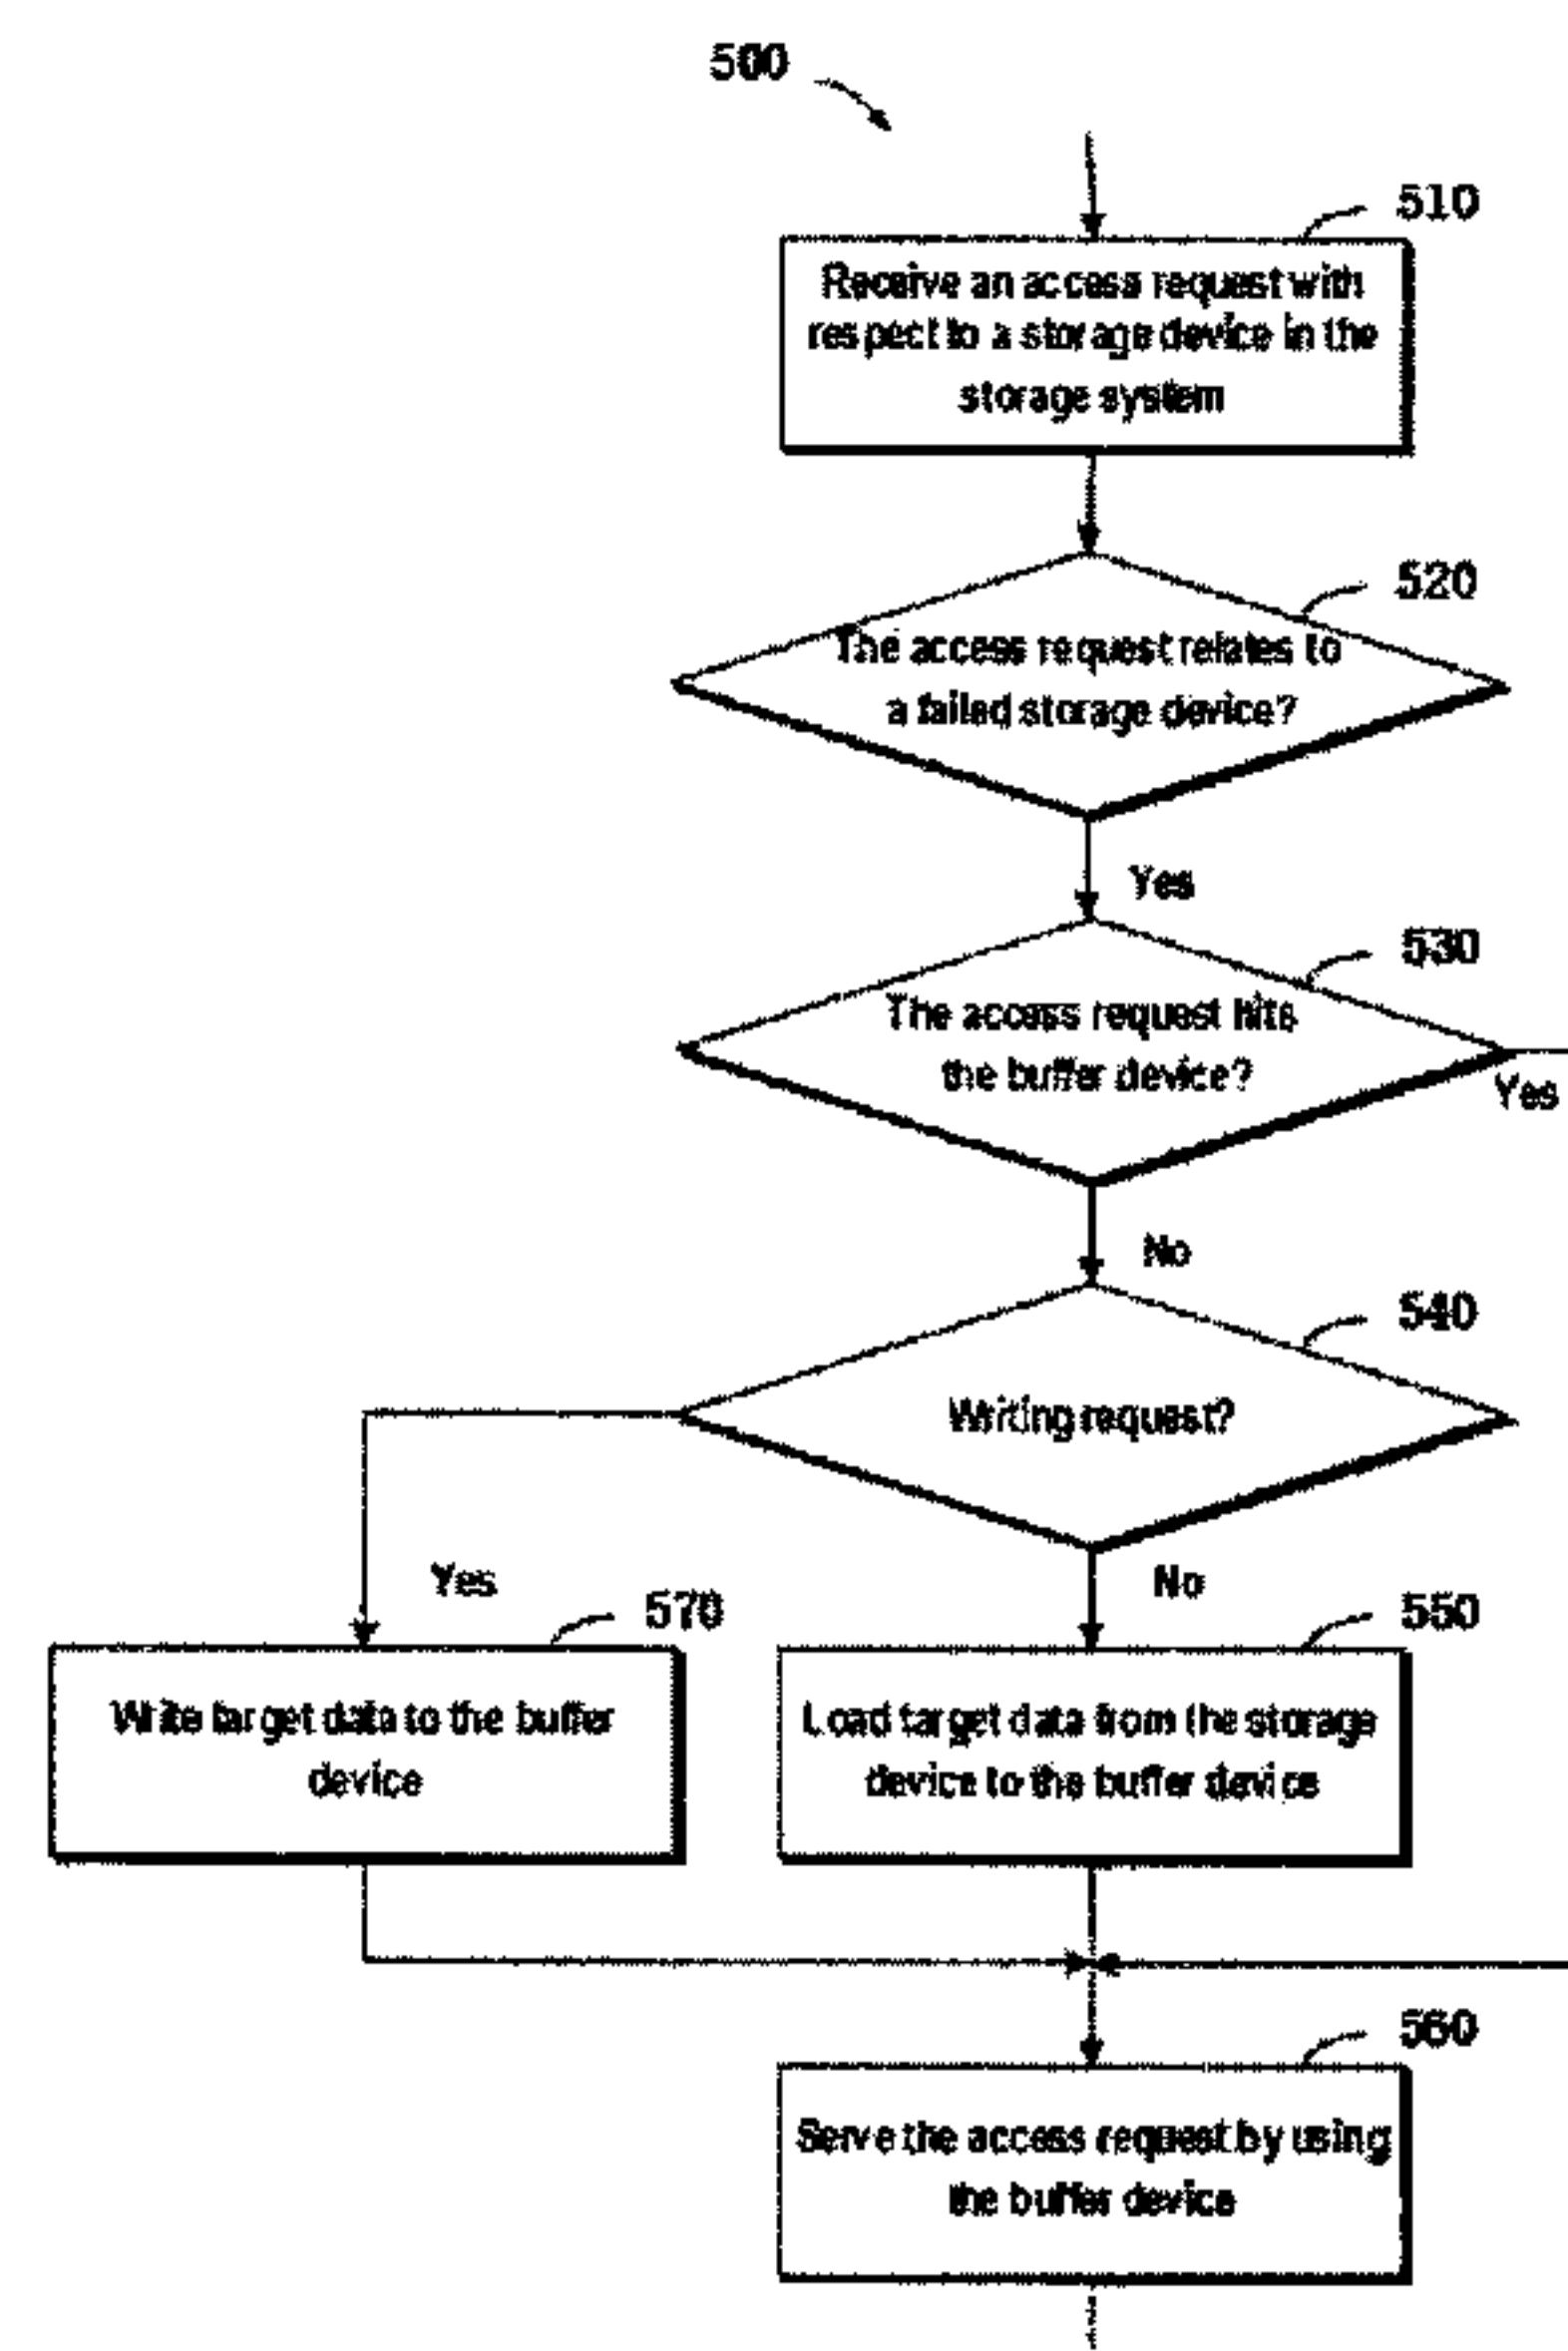 500
510
Receive an access request with
respect to a storage device in the
storage system
520
The access request relates to
a failed storage device?
Yes
530
The access request hits
the buffer device?
Yes
No
540
Writing request?
Yes
No
570
550
Write target data to the buffer
device
Load target data from the storage
device to the buffer device
560
Serve the access request by using
the buffer device